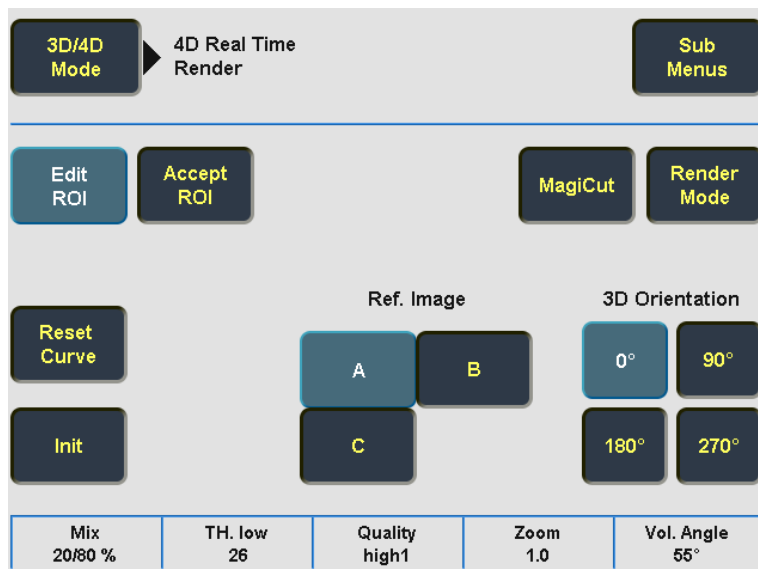 3D/4D
Mode
4D Real Time
Render
Sub
Menus
Edit
ROI
Accept
ROI
MagiCut
Render
Mode
Ref. Image
3D Orientation
Reset
Curve
A
B
0°
90°
Init
C
180°
270°
Mix
20/80 %
TH. low
26
Quality
high1
Zoom
1.0
Vol. Angle
55°